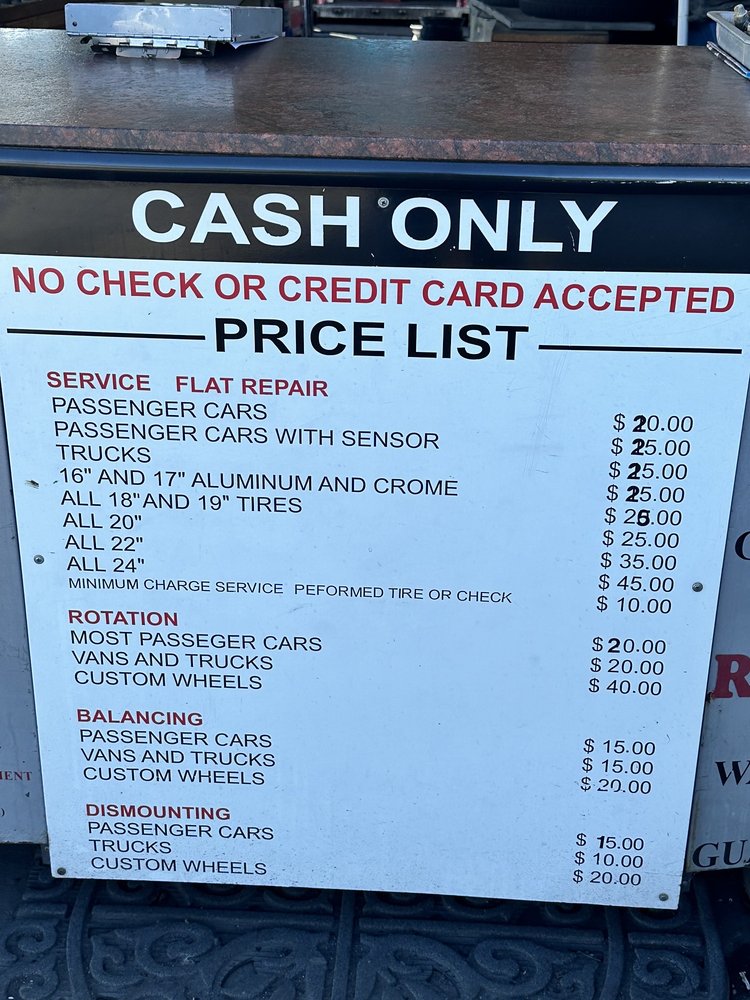 CASH ONLY
NO CHECK OR CREDIT CARD ACCEPTED
PRICE LIST
SERVICE FLAT REPAIR
PASSENGER CARS $ 20.00
PASSENGER CARS WITH SENSOR $ 25.00
TRUCKS $ 25.00
16" AND 17" ALUMINUM AND CROME $ 25.00
ALL 18" AND 19" TIRES $ 25.00
ALL 20" $ 25.00
ALL 22" $ 35.00
ALL 24" $ 45.00
MINIMUM CHARGE SERVICE PEFORMED TIRE OR CHECK $ 10.00
ROTATION
MOST PASSEGER CARS $ 20.00
VANS AND TRUCKS $ 20.00
CUSTOM WHEELS $ 40.00
BALANCING
PASSENGER CARS $ 15.00
VANS AND TRUCKS $ 15.00
CUSTOM WHEELS $ 20.00
DISMOUNTING
PASSENGER CARS $ 15.00
TRUCKS $ 10.00
CUSTOM WHEELS $ 20.00